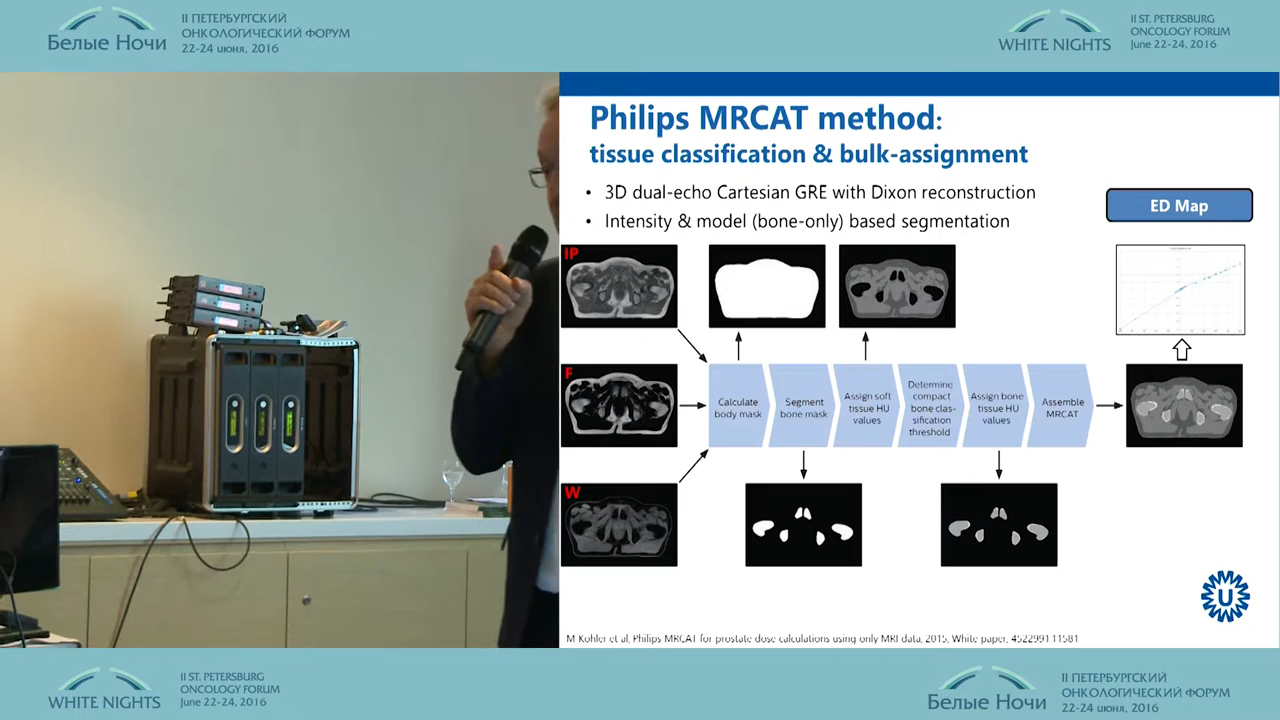 Белые Ночи
II ПЕТЕРБУРГСКИЙ
ОНКОЛОГИЧЕСКИЙ ФОРУМ
22-24 июня, 2016
WHITE NIGHTS
II ST. PETERSBURG
ONCOLOGY FORUM
June 22-24, 2016
Philips MRCAT method:
tissue classification & bulk-assignment
• 3D dual-echo Cartesian GRE with Dixon reconstruction
• Intensity & model (bone-only) based segmentation
ED Map
IP
F
W
Calculate
body mask
Segment
bone mask
Assign soft
tissue HU
values
Determine
compact
bone clas-
sification
threshold
Assign bone
tissue HU
values
Assemble
MRCAT
U
M Kohler et al, Philips MRCAT for prostate dose calculations using only MRI data, 2015, White paper, 452299111581
WHITE NIGHTS
II ST. PETERSBURG
ONCOLOGY FORUM
June 22-24, 2016
Белые Ночи
II ПЕТЕРБУРГСКИЙ
ОНКОЛОГИЧЕСКИЙ ФОРУМ
22-24 июня, 2016